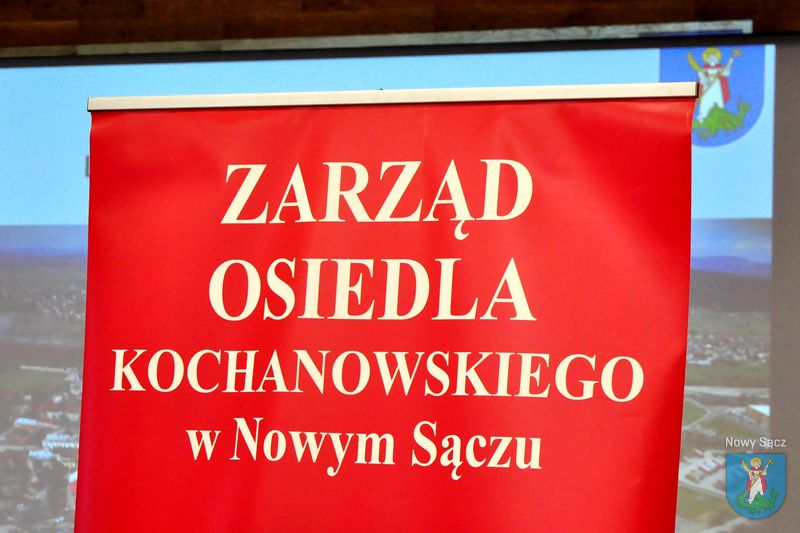 ZARZĄD
OSIEDLA
KOCHANOWSKIEGO
w Nowym Sączu
Nowy Sącz